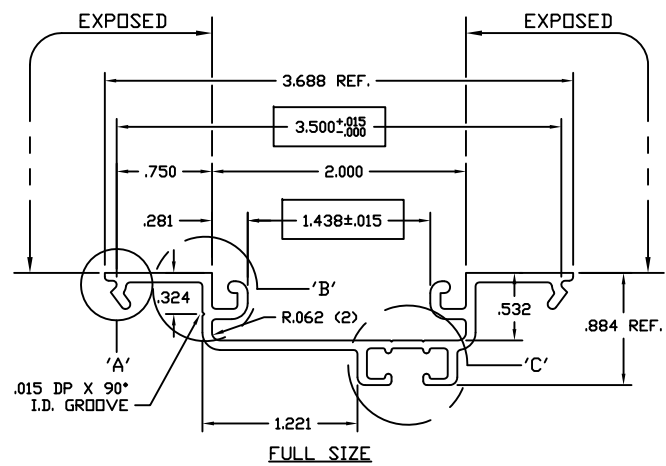 EXPOSED
EXPOSED
3.688 REF.
3.500 +.015 -.000
.750
2.000
.281
1.438±.015
'B'
.324
R.062 (2)
.532
.884 REF.
'A'
'C'
.015 DP X 90°
I.D. GROOVE
1.221
FULL SIZE